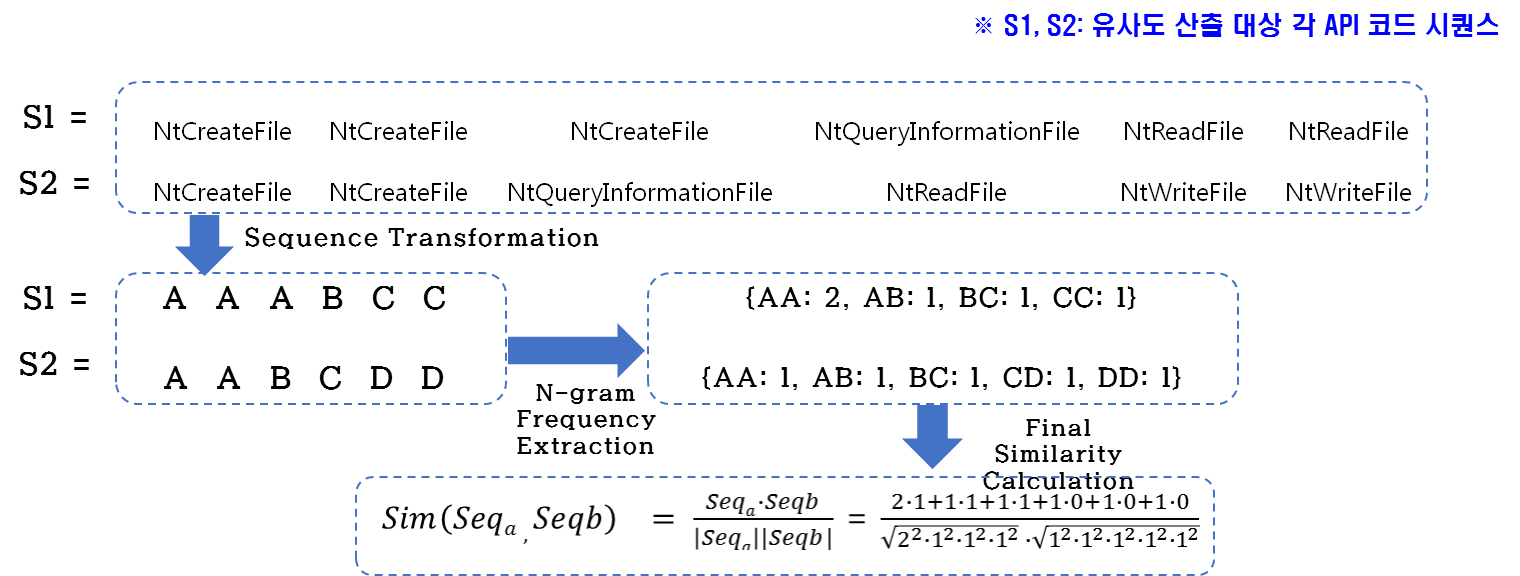 ※ S1, S2: 유사도 산출 대상 각 API 코드 시퀀스
S1 = NtCreateFile NtCreateFile NtCreateFile NtQueryInformationFile NtReadFile NtReadFile
S2 = NtCreateFile NtCreateFile NtQueryInformationFile NtReadFile NtWriteFile NtWriteFile
Sequence Transformation
S1 = A A A B C C {AA: 2, AB: 1, BC: 1, CC: 1}
S2 = A A B C D D {AA: 1, AB: 1, BC: 1, CD: 1, DD: 1}
N-gram
Frequency
Extraction
Final
Similarity
Calculation
Sim(Seqₐ, Seqb) = Seqₐ·Seqb / |Seqₐ||Seqb| = 2·1+1·1+1·1+1·0+1·0+1·0 / √2²·1²·1²·1² ·√1²·1²·1²·1²·1²